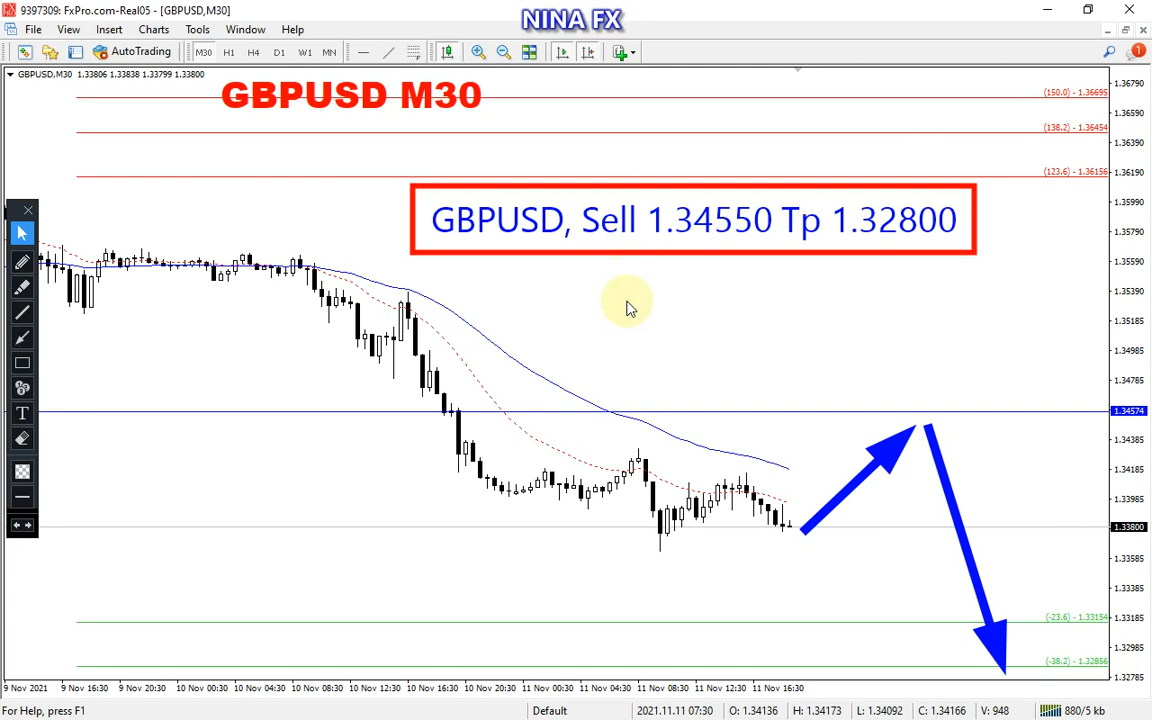 9397309: FxPro.com-Real05 - [GBPUSD,M30]
NINA FX
File View Insert Charts Tools Window Help
AutoTrading M30 H1 H4 D1 W1 MN
1
GBPUSD,M30 1.33806 1.33838 1.33799 1.33800
GBPUSD M30
(150.0) - 1.36695
(138.2) - 1.36454
(123.6) - 1.36156
GBPUSD, Sell 1.34550 Tp 1.32800
(-23.6) - 1.33154
(-38.2) - 1.32856
1.36790
1.36590
1.36390
1.36190
1.35990
1.35790
1.35590
1.35390
1.35185
1.34985
1.34785
1.34574
1.34385
1.34185
1.33985
1.33800
1.33585
1.33385
1.33185
1.32985
1.32785
T
9 Nov 2021 9 Nov 16:30 9 Nov 20:30 10 Nov 00:30 10 Nov 04:30 10 Nov 08:30 10 Nov 12:30 10 Nov 16:30 10 Nov 20:30 11 Nov 00:30 11 Nov 04:30 11 Nov 08:30 11 Nov 12:30 11 Nov 16:30
For Help, press F1 Default 2021.11.11 07:30 O: 1.34136 H: 1.34173 L: 1.34092 C: 1.34166 V: 948 880/5 kb